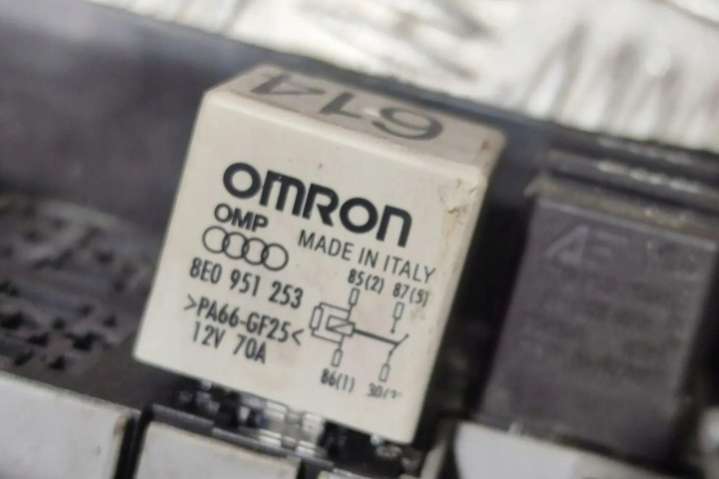 614
OMRON
OMP
MADE IN ITALY
8E0 951 253
85(2) 87(5)
>PA66-GF25<
12V 70A
86(1)